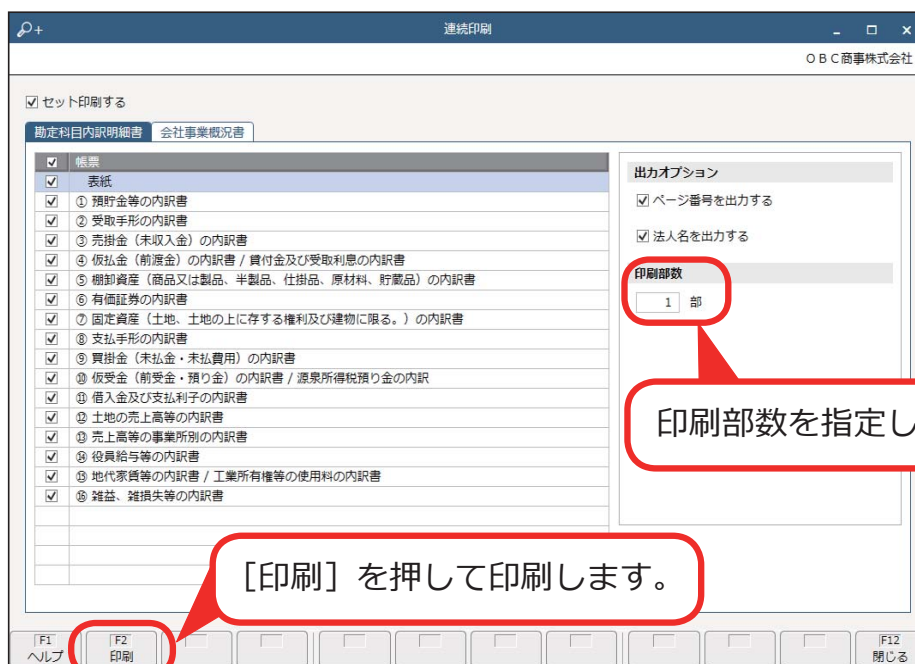 連続印刷
ＯＢＣ商事株式会社
セット印刷する
勘定科目内訳明細書 会社事業概況書
帳票
表紙
① 預貯金等の内訳書
② 受取手形の内訳書
③ 売掛金（未収入金）の内訳書
④ 仮払金（前渡金）の内訳書 / 貸付金及び受取利息の内訳書
⑤ 棚卸資産（商品又は製品、半製品、仕掛品、原材料、貯蔵品）の内訳書
⑥ 有価証券の内訳書
⑦ 固定資産（土地、土地の上に存する権利及び建物に限る。）の内訳書
⑧ 支払手形の内訳書
⑨ 買掛金（未払金・未払費用）の内訳書
⑩ 仮受金（前受金・預り金）の内訳書 / 源泉所得税預り金の内訳
⑪ 借入金及び支払利子の内訳書
⑫ 土地の売上高等の内訳書
⑬ 売上高等の事業所別の内訳書
⑭ 役員給与等の内訳書
⑮ 地代家賃等の内訳書 / 工業所有権等の使用料の内訳書
⑯ 雑益、雑損失等の内訳書
出力オプション
ページ番号を出力する
法人名を出力する
印刷部数
1 部
印刷部数を指定し
［印刷］を押して印刷します。
F1 F2 F12
ヘルプ 印刷 閉じる